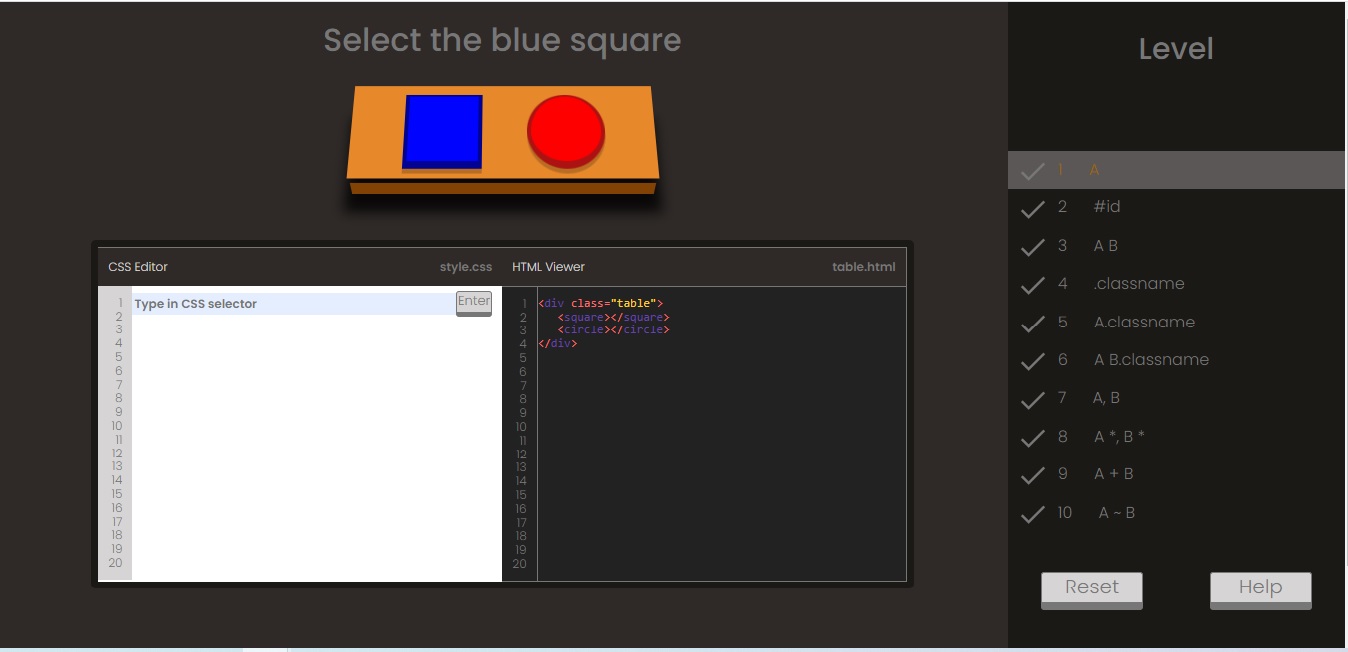 Select the blue square
CSS Editor style.css
1 Type in CSS selector Enter
2
3
4
5
6
7
8
9
10
11
12
13
14
15
16
17
18
19
20
HTML Viewer table.html
1 <div class="table">
2 <square></square>
3 <circle></circle>
4 </div>
5
6
7
8
9
10
11
12
13
14
15
16
17
18
19
20
Level
1 A
2 #id
3 A B
4 .classname
5 A.classname
6 A B.classname
7 A, B
8 A *, B *
9 A + B
10 A ~ B
Reset Help